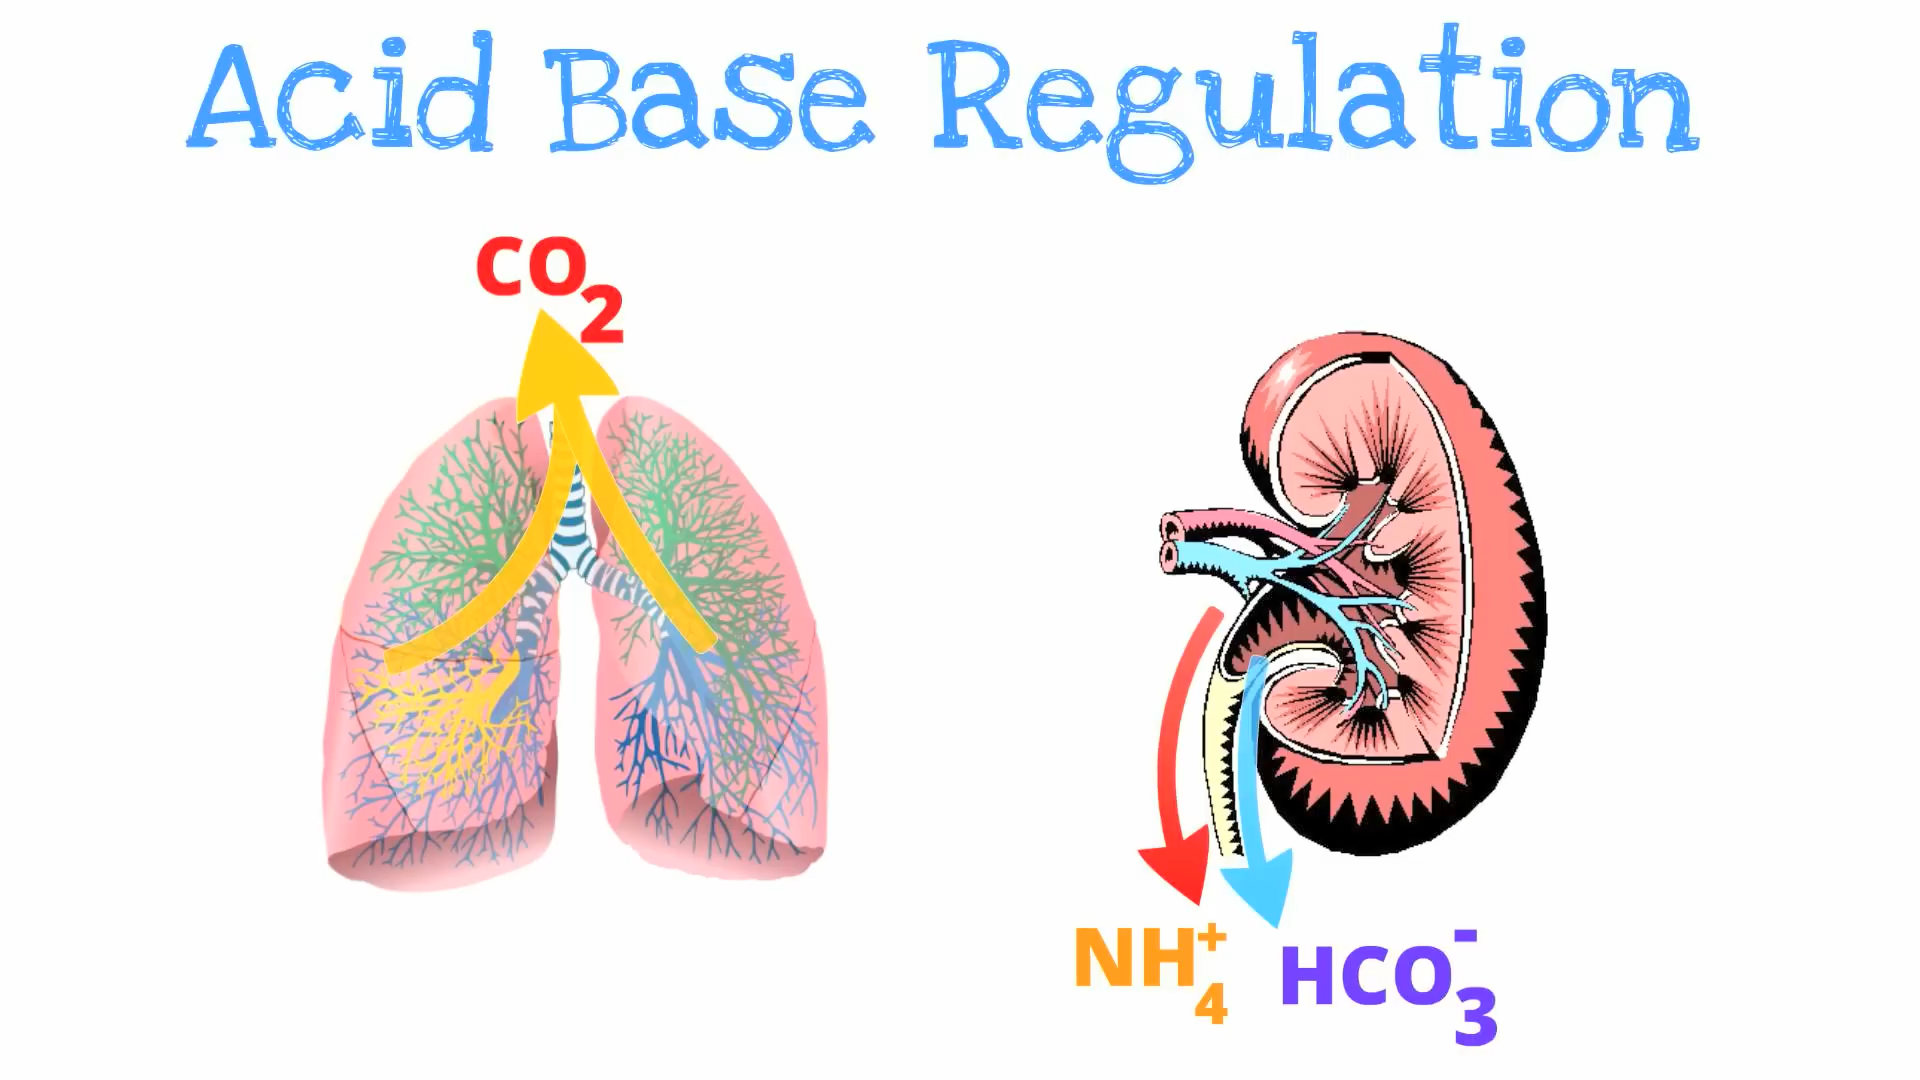 Acid Base Regulation
CO₂
NH₄⁺ HCO₃⁻